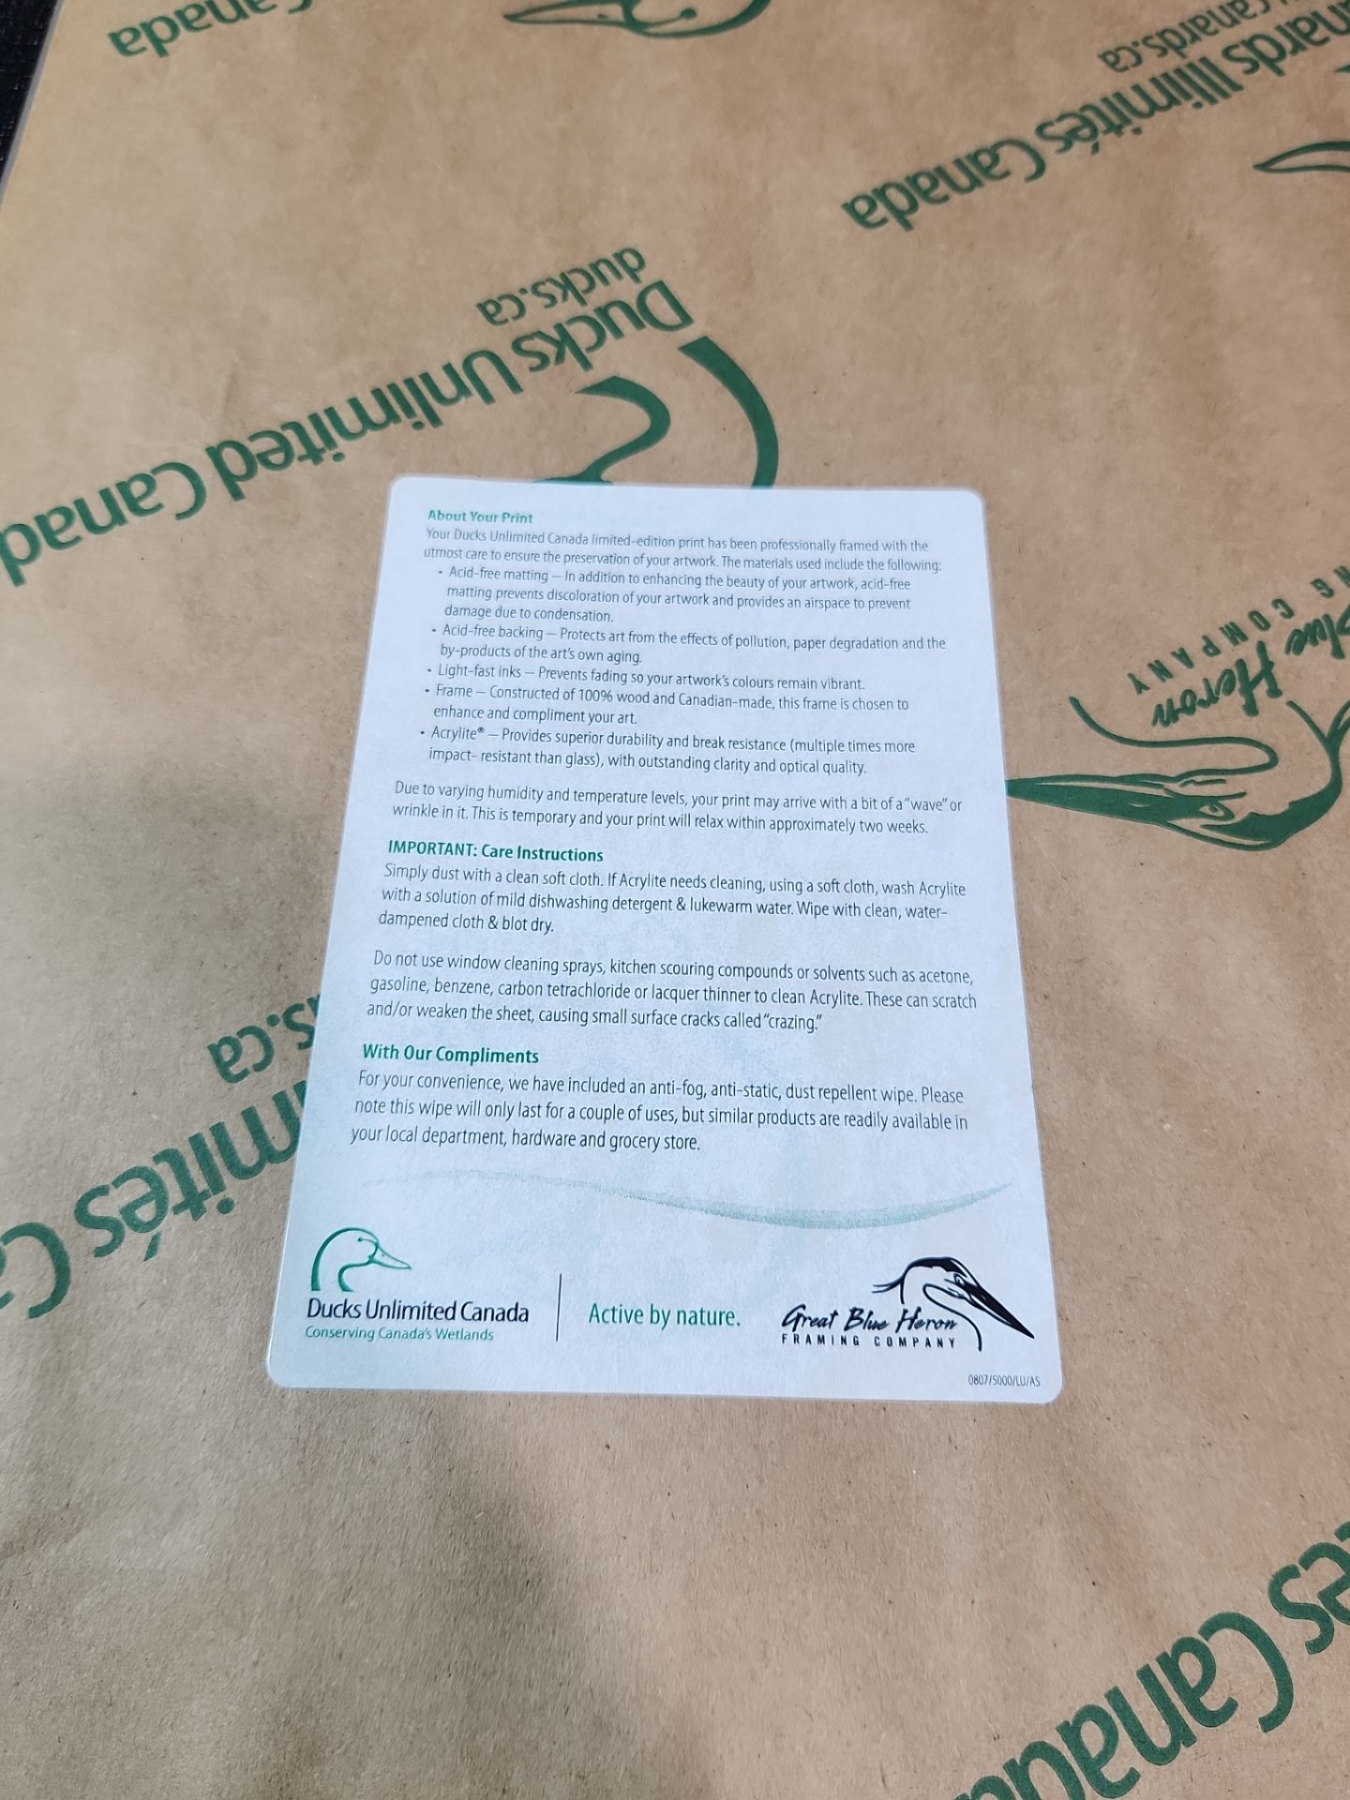 Canada
canards.ca
Canards Illimités Canada
ducks.ca
Ducks Unlimited Canad
Blue
Heron
COMPANY
About Your Print
Your Ducks Unlimited Canada limited-edition print has been professionally framed with the
utmost care to ensure the preservation of your artwork. The materials used include the following:
• Acid-free matting – In addition to enhancing the beauty of your artwork, acid-free
matting prevents discoloration of your artwork and provides an airspace to prevent
damage due to condensation.
• Acid-free backing – Protects art from the effects of pollution, paper degradation and the
by-products of the art's own aging.
• Light-fast inks – Prevents fading so your artwork's colours remain vibrant.
• Frame – Constructed of 100% wood and Canadian-made, this frame is chosen to
enhance and compliment your art.
• Acrylite® – Provides superior durability and break resistance (multiple times more
impact- resistant than glass), with outstanding clarity and optical quality.
Due to varying humidity and temperature levels, your print may arrive with a bit of a "wave" or
wrinkle in it. This is temporary and your print will relax within approximately two weeks.
IMPORTANT: Care Instructions
Simply dust with a clean soft cloth. If Acrylite needs cleaning, using a soft cloth, wash Acrylite
with a solution of mild dishwashing detergent & lukewarm water. Wipe with clean, water-
dampened cloth & blot dry.
Do not use window cleaning sprays, kitchen scouring compounds or solvents such as acetone,
gasoline, benzene, carbon tetrachloride or lacquer thinner to clean Acrylite. These can scratch
and/or weaken the sheet, causing small surface cracks called "crazing."
With Our Compliments
For your convenience, we have included an anti-fog, anti-static, dust repellent wipe. Please
note this wipe will only last for a couple of uses, but similar products are readily available in
your local department, hardware and grocery store.
Ducks Unlimited Canada
Conserving Canada's Wetlands
Active by nature.
Great Blue Heron
FRAMING COMPANY
0807/5000/LU/AS
s.ca
mités C
és Canad